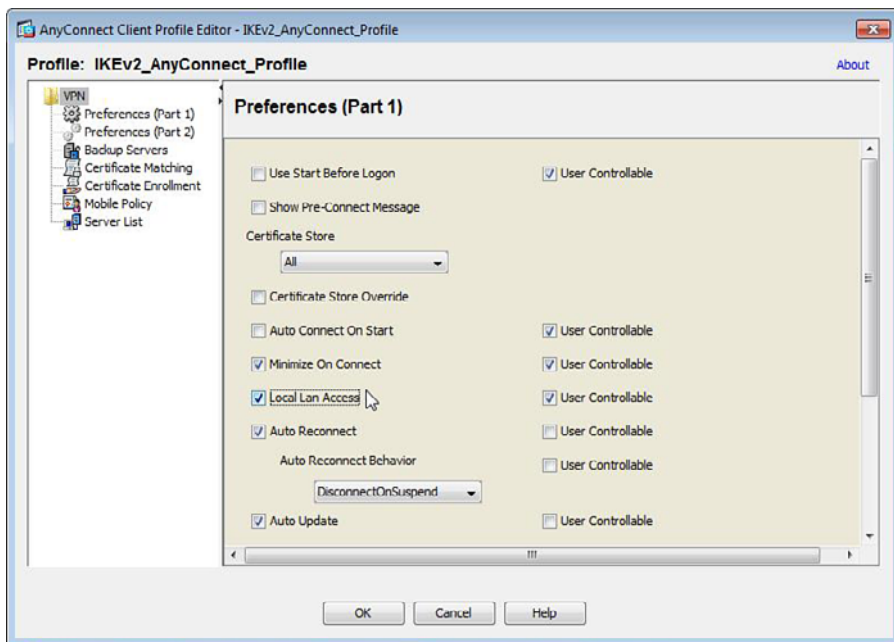 AnyConnect Client Profile Editor - IKEv2_AnyConnect_Profile
Profile: IKEv2_AnyConnect_Profile
About
VPN
Preferences (Part 1)
Preferences (Part 2)
Backup Servers
Certificate Matching
Certificate Enrollment
Mobile Policy
Server List
Preferences (Part 1)
Use Start Before Logon User Controllable
Show Pre-Connect Message
Certificate Store
All
Certificate Store Override
Auto Connect On Start User Controllable
Minimize On Connect User Controllable
Local Lan Access User Controllable
Auto Reconnect User Controllable
Auto Reconnect Behavior User Controllable
DisconnectOnSuspend
Auto Update User Controllable
OK Cancel Help